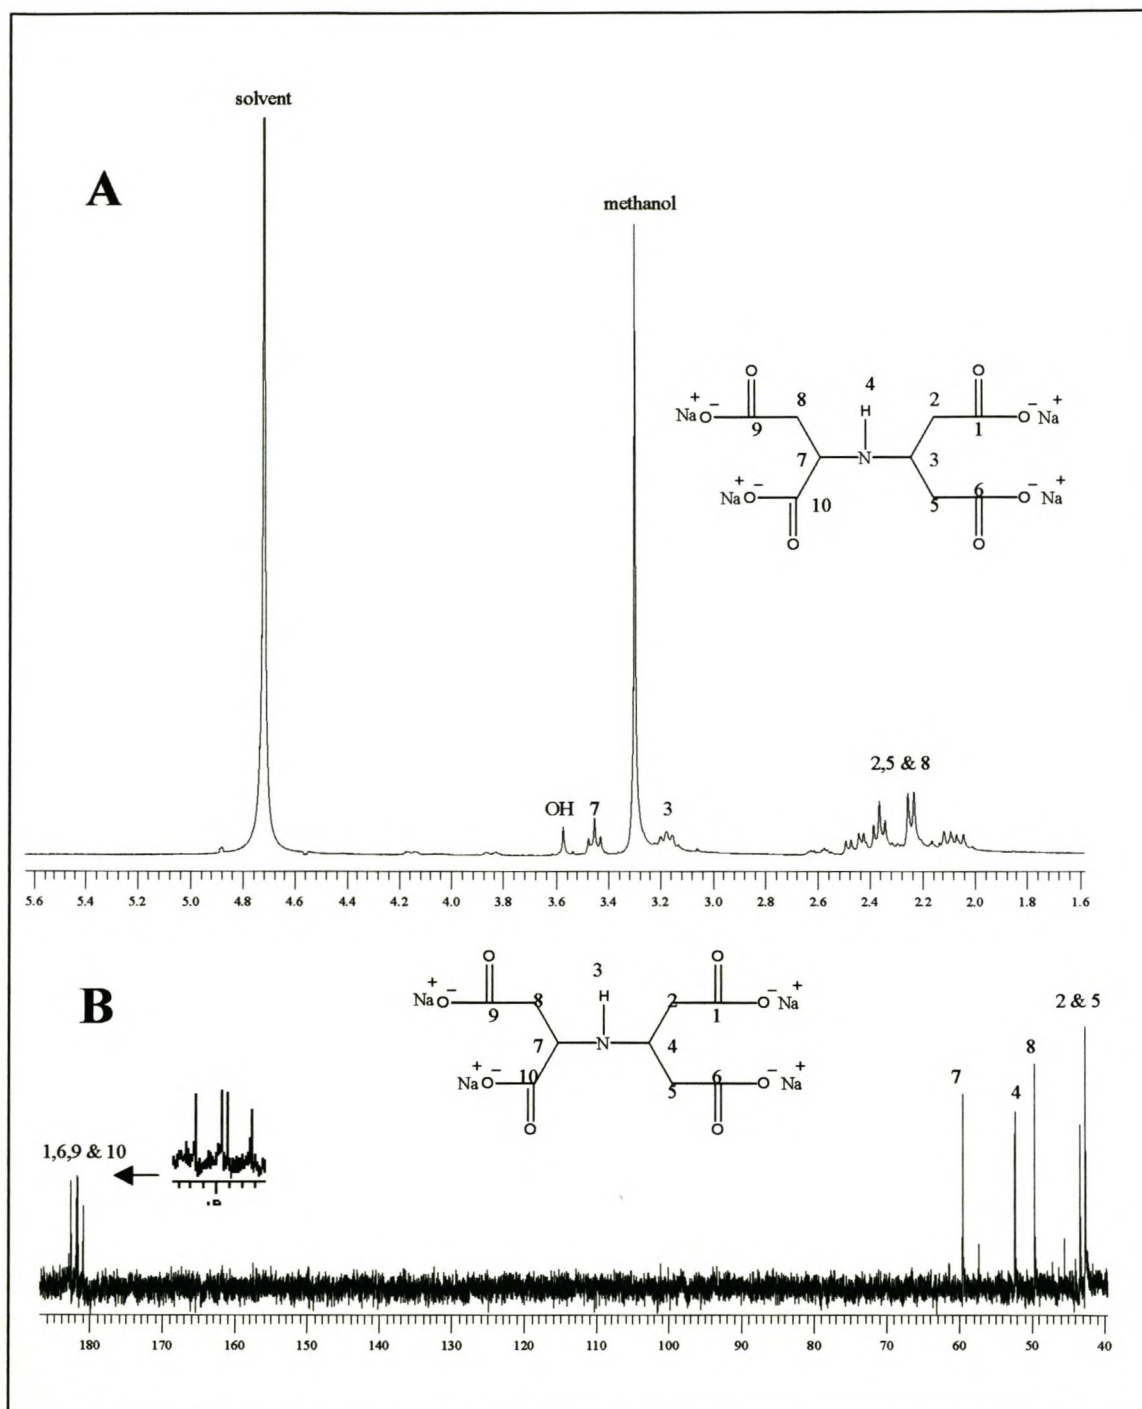 solvent
A
methanol
O 4 O
Na+ O− 8 H 2 O− Na+
9 1
7 N 3
Na+ O− 10 5 6 O− Na+
O O
2,5 & 8
OH 7 3
5.6 5.4 5.2 5.0 4.8 4.6 4.4 4.2 4.0 3.8 3.6 3.4 3.2 3.0 2.8 2.6 2.4 2.2 2.0 1.8 1.6
B
O 3 O
Na+ O− 8 H 2 O− Na+
9 1
7 N 4
Na+ O− 10 5 6 O− Na+
O O
2 & 5
8
7 4
1,6,9 & 10
180 170 160 150 140 130 120 110 100 90 80 70 60 50 40